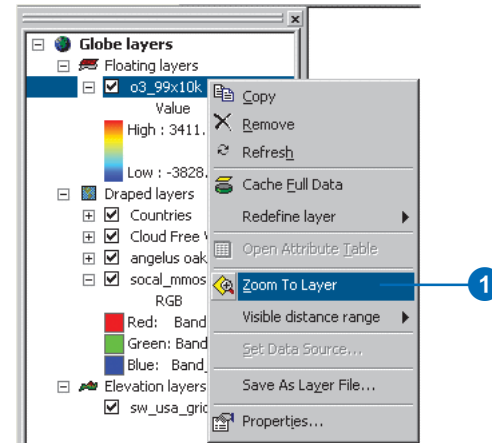 Globe layers
Floating layers
o3_99x10k
Value
High : 3411.
Low : -3828.
Draped layers
Countries
Cloud Free
angelus oak
socal_mmos
RGB
Red: Band
Green: Band
Blue: Band_
Elevation layers
sw_usa_gri
Copy
Remove
Refresh
Cache Full Data
Redefine layer
Open Attribute Table
Zoom To Layer
1
Visible distance range
Set Data Source...
Save As Layer File...
Properties...